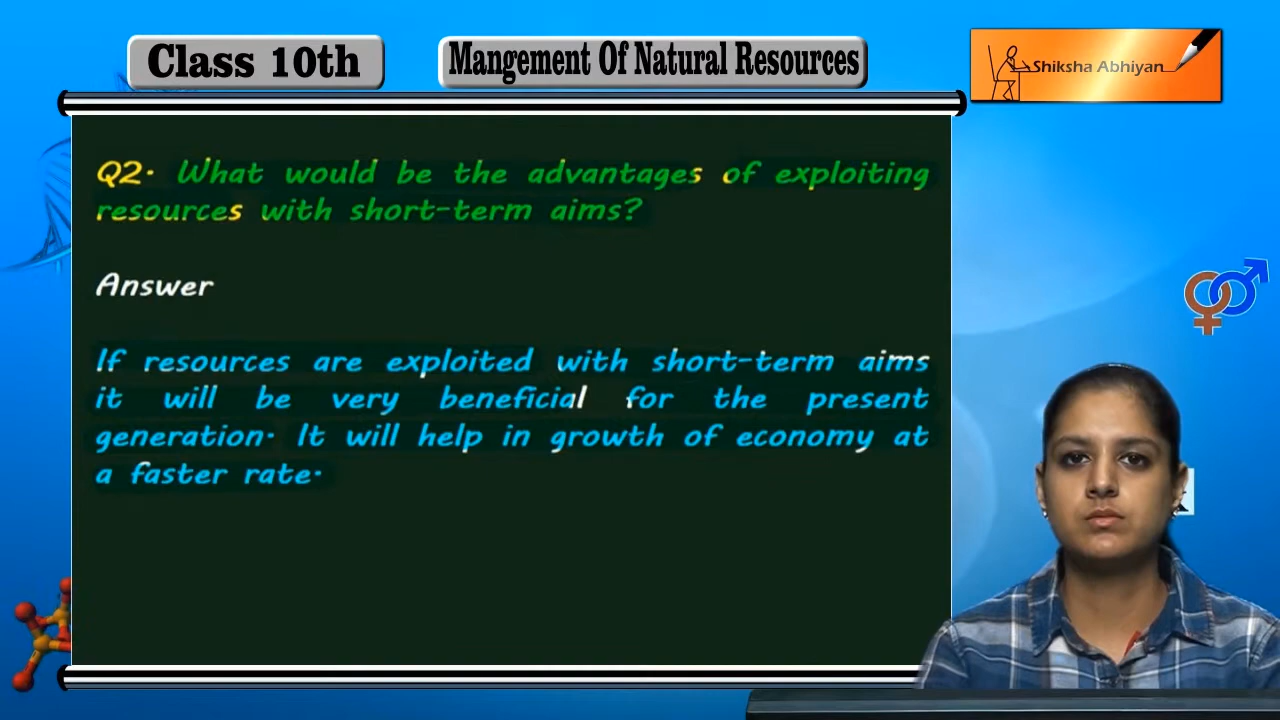 Class 10th
Mangement Of Natural Resources
Shiksha Abhiyan
Q2. What would be the advantages of exploiting
resources with short-term aims?
Answer
If resources are exploited with short-term aims
it will be very beneficial for the present
generation. It will help in growth of economy at
a faster rate.